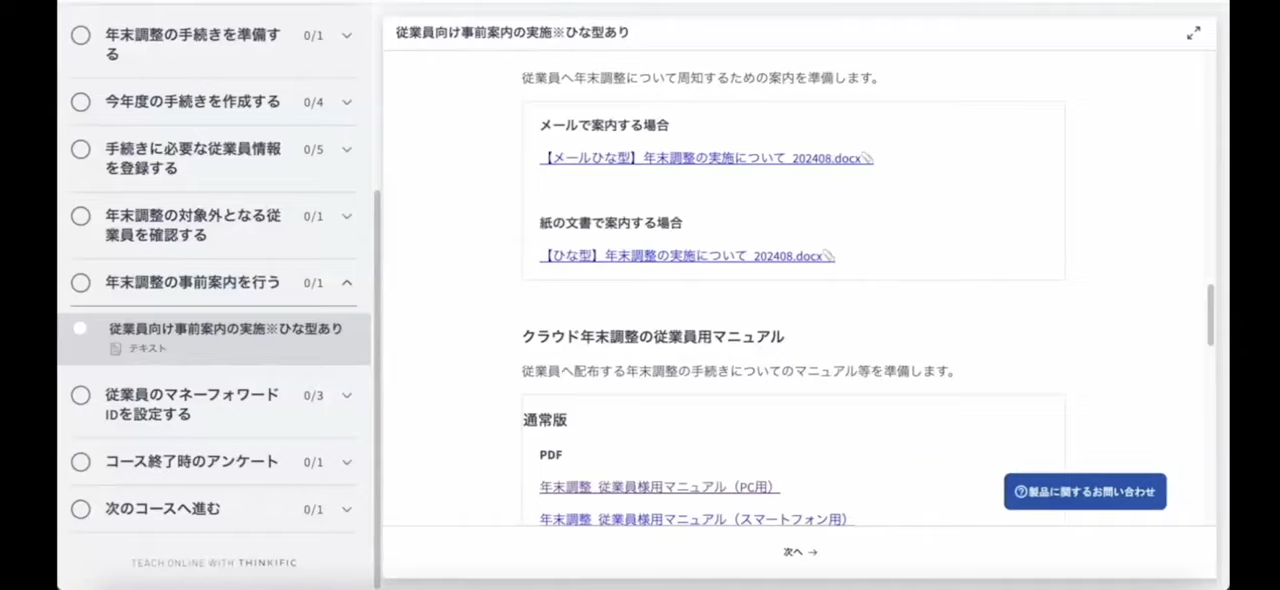 年末調整の手続きを準備す
る
0/1
今年度の手続きを作成する
0/4
手続きに必要な従業員情報
を登録する
0/5
年末調整の対象外となる従
業員を確認する
0/1
年末調整の事前案内を行う
0/1
従業員向け事前案内の実施※ひな型あり
テキスト
従業員のマネーフォワード
IDを設定する
0/3
コース終了時のアンケート
0/1
次のコースへ進む
0/1
TEACH ONLINE WITH THINKIFIC
従業員向け事前案内の実施※ひな型あり
従業員へ年末調整について周知するための案内を準備します。
メールで案内する場合
【メールひな型】年末調整の実施について_202408.docx
紙の文書で案内する場合
【ひな型】年末調整の実施について_202408.docx
クラウド年末調整の従業員用マニュアル
従業員へ配布する年末調整の手続きについてのマニュアル等を準備します。
通常版
PDF
年末調整_従業員様用マニュアル（PC用）
年末調整_従業員様用マニュアル（スマートフォン用）
製品に関するお問い合わせ
次へ →